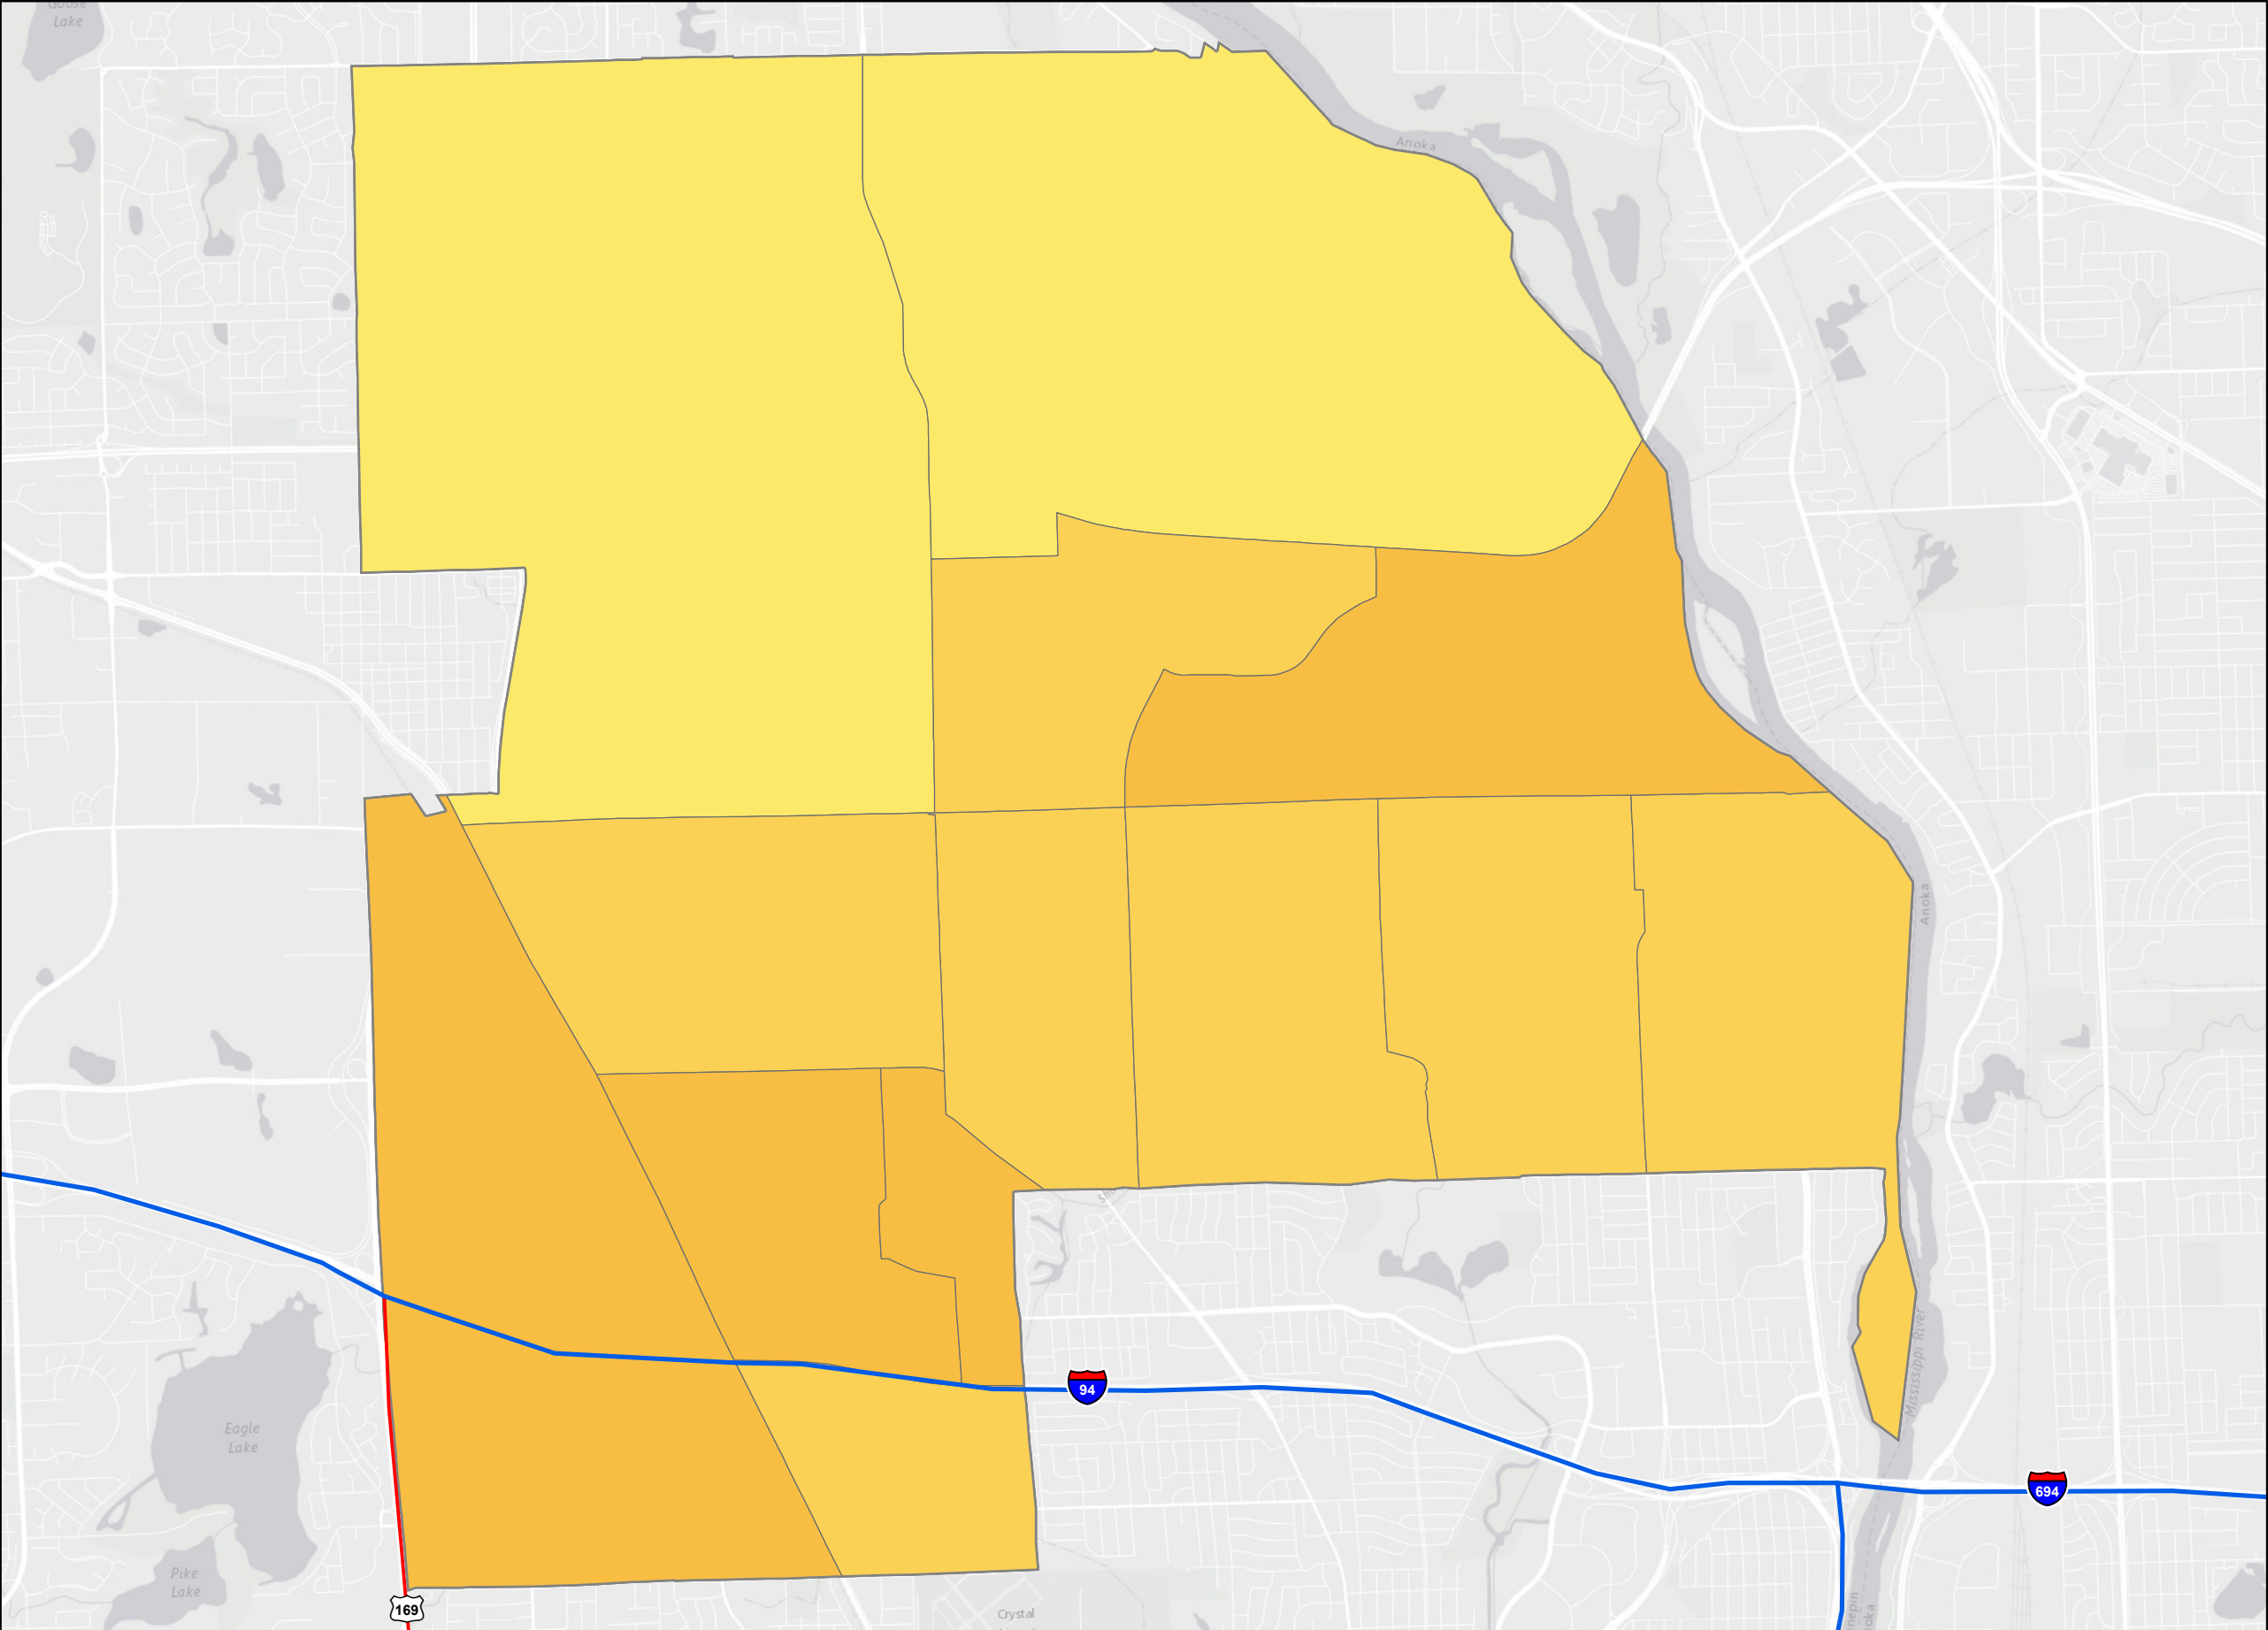 Goose
Lake
Anoka
Anoka
94
Mississippi River
Eagle
Lake
694
Pike
Lake
169
Crystal